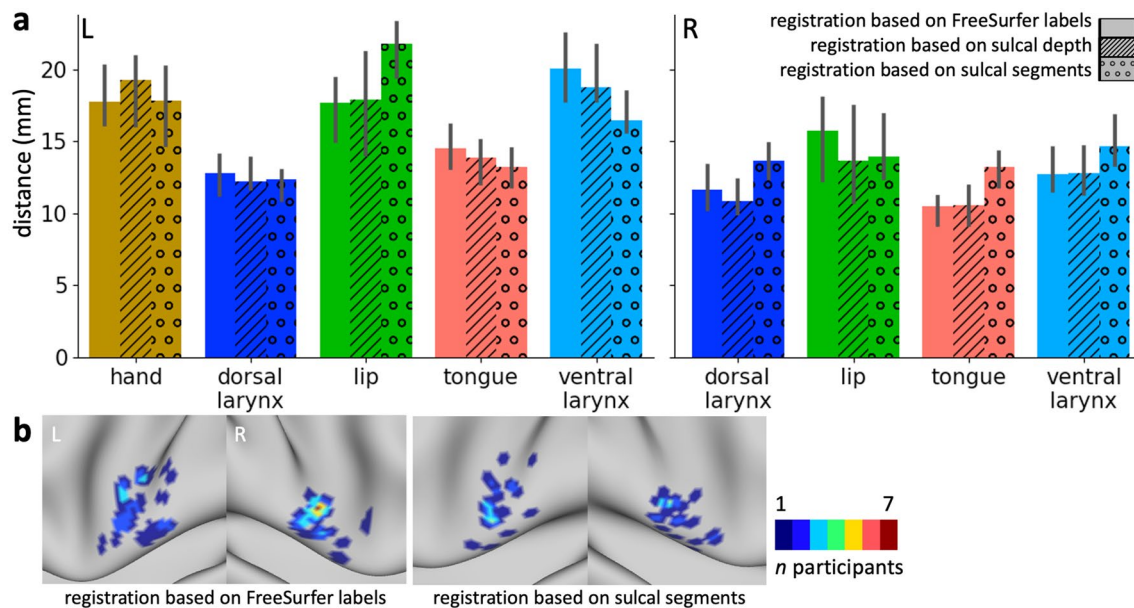 a
L
R
registration based on FreeSurfer labels
registration based on sulcal depth
registration based on sulcal segments
distance (mm)
20
15
10
5
0
hand
dorsal
larynx
lip
tongue
ventral
larynx
dorsal
larynx
lip
tongue
ventral
larynx
b
L
R
1
7
n participants
registration based on FreeSurfer labels
registration based on sulcal segments